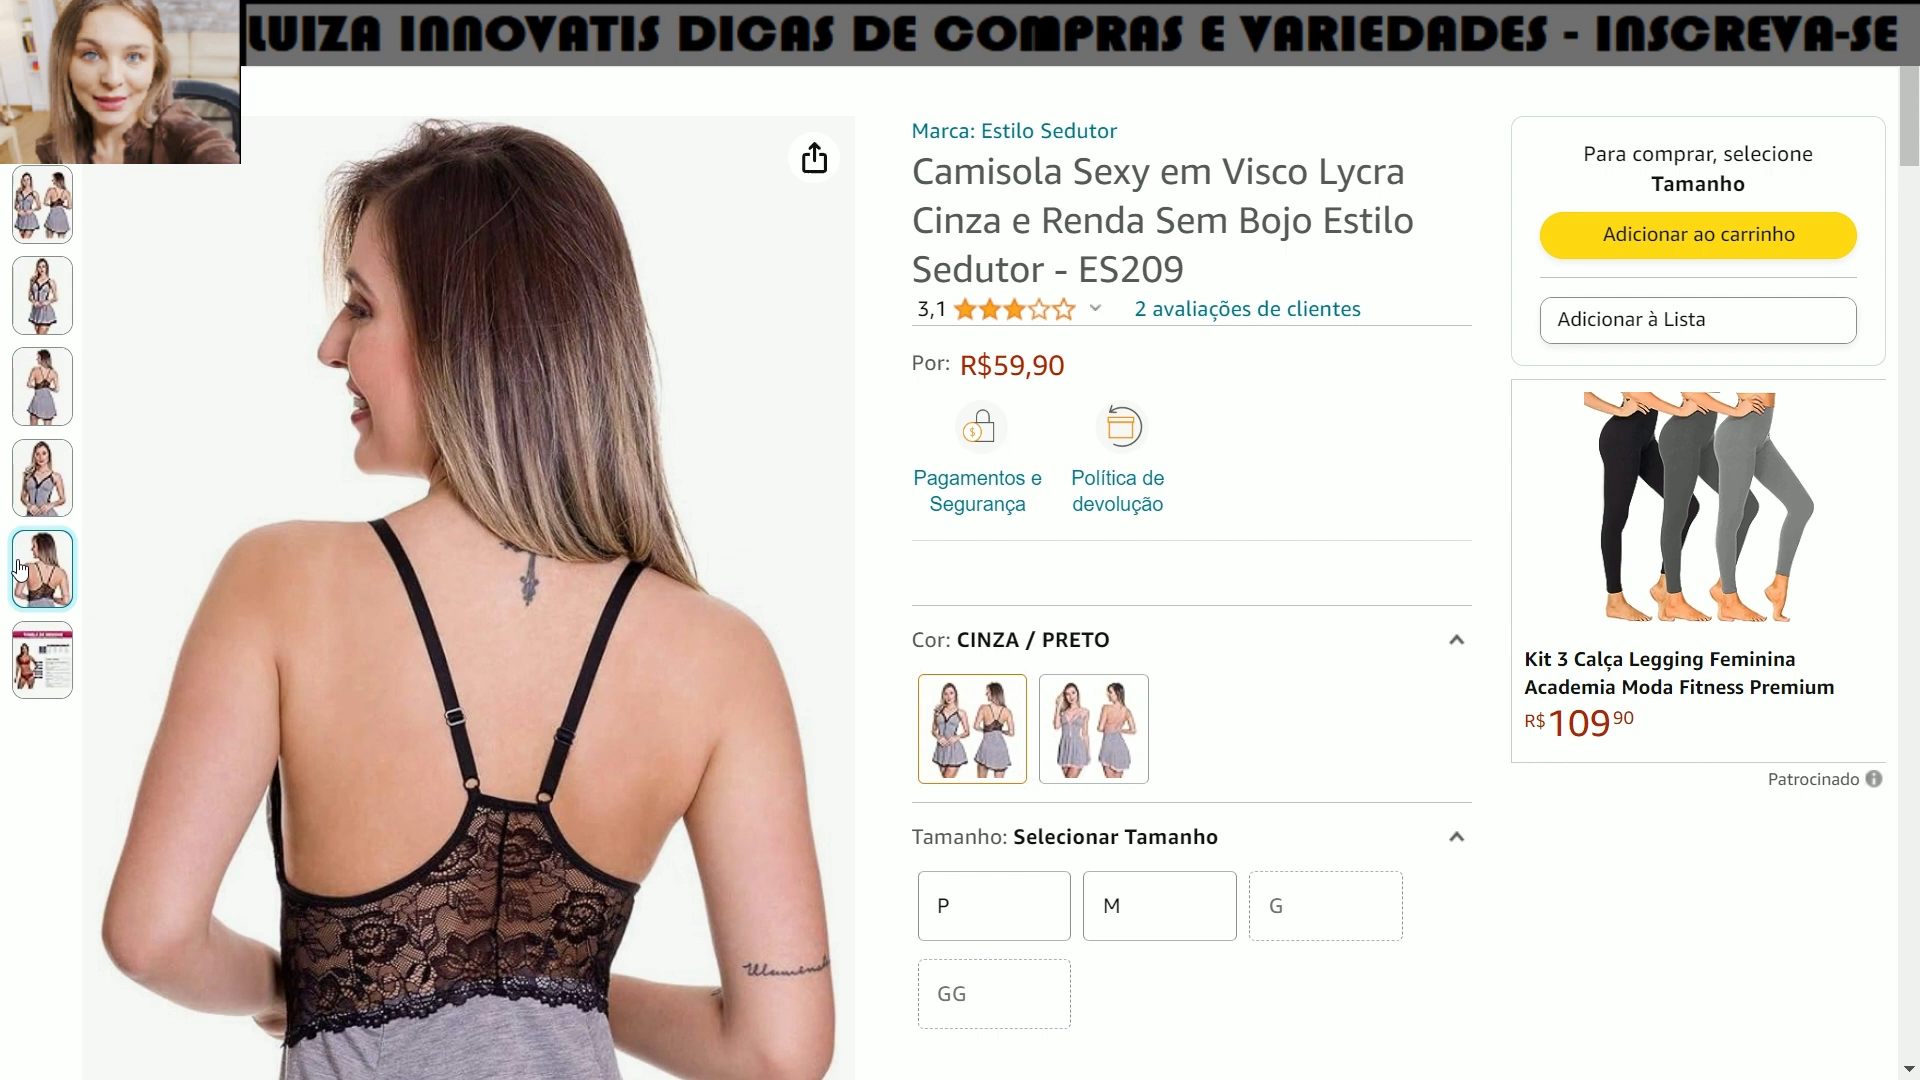 LUIZA INNOVATIS DICAS DE COMPRAS E VARIEDADES - INSCREVA-SE
Marca: Estilo Sedutor
Camisola Sexy em Visco Lycra
Cinza e Renda Sem Bojo Estilo
Sedutor - ES209
3,1
2 avaliações de clientes
Por: R$59,90
Pagamentos e
Segurança
Política de
devolução
Cor: CINZA / PRETO
Tamanho: Selecionar Tamanho
P
M
G
GG
Para comprar, selecione
Tamanho
Adicionar ao carrinho
Adicionar à Lista
Kit 3 Calça Legging Feminina
Academia Moda Fitness Premium
R$10990
Patrocinado